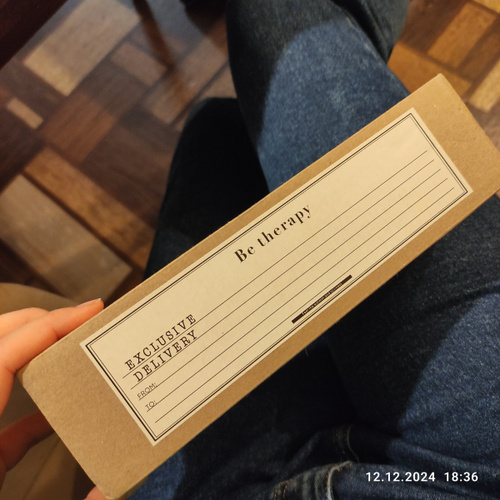 Be therapy
EXCLUSIVE
DELIVERY
FROM:
TO:
12.12.2024 18:36